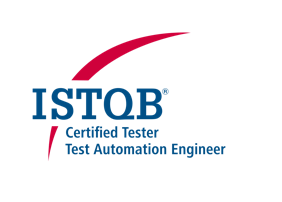 ISTQB®
Certified Tester
Test Automation Engineer